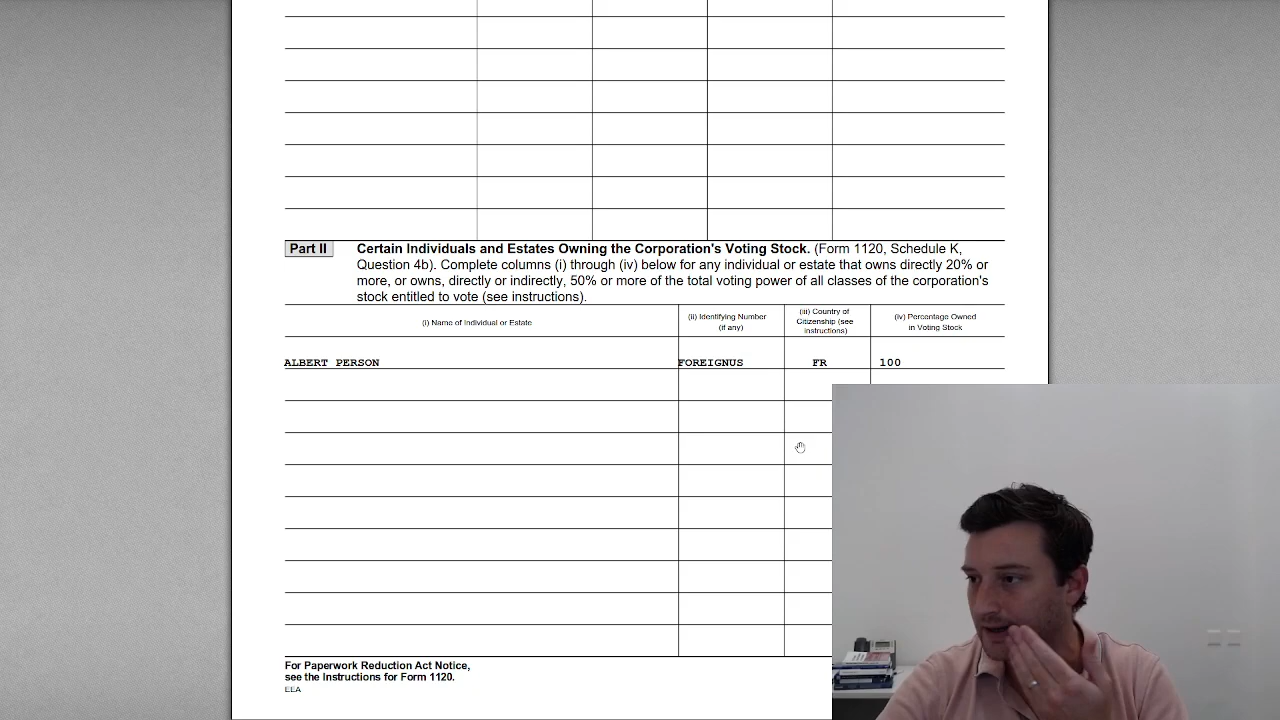 Part II Certain Individuals and Estates Owning the Corporation's Voting Stock. (Form 1120, Schedule K,
Question 4b). Complete columns (i) through (iv) below for any individual or estate that owns directly 20% or
more, or owns, directly or indirectly, 50% or more of the total voting power of all classes of the corporation's
stock entitled to vote (see instructions).
(i) Name of Individual or Estate
(ii) Identifying Number
(if any)
(iii) Country of
Citizenship (see
instructions)
(iv) Percentage Owned
in Voting Stock
ALBERT PERSON FOREIGNUS FR 100
For Paperwork Reduction Act Notice,
see the Instructions for Form 1120.
EEA